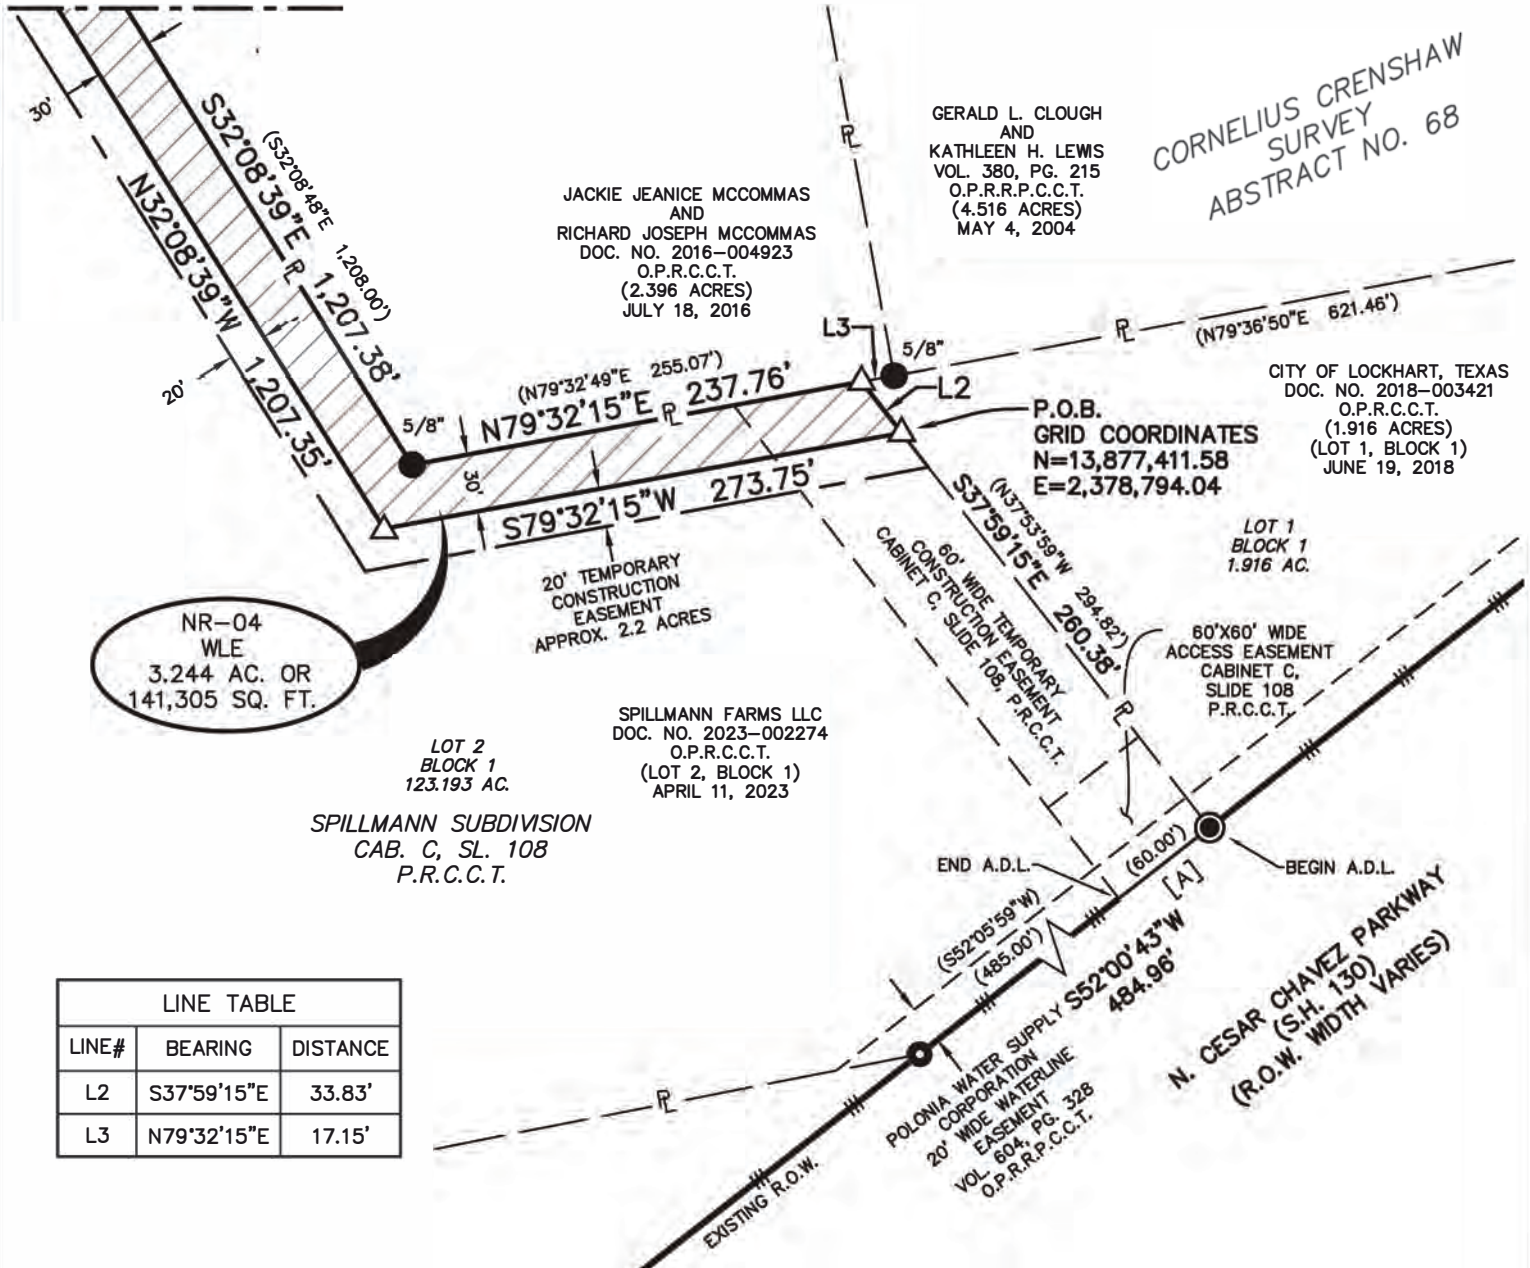 30'
S32°08'39"E ℙL 1,207.38'
(S32°08'48"E 1,208.00')
N32°08'39"W 1,207.35'
20'
JACKIE JEANICE MCCOMMAS
AND
RICHARD JOSEPH MCCOMMAS
DOC. NO. 2016-004923
O.P.R.C.C.T.
(2.396 ACRES)
JULY 18, 2016
PL
GERALD L. CLOUGH
AND
KATHLEEN H. LEWIS
VOL. 380, PG. 215
O.P.R.R.P.C.C.T.
(4.516 ACRES)
MAY 4, 2004
CORNELIUS CRENSHAW
SURVEY
ABSTRACT NO. 68
L3
5/8"
PL
(N79°36'50"E 621.46')
(N79°32'49"E 255.07')
N79°32'15"E PL 237.76'
L2
5/8"
30'
S79°32'15"W 273.75'
P.O.B.
GRID COORDINATES
N=13,877,411.58
E=2,378,794.04
CITY OF LOCKHART, TEXAS
DOC. NO. 2018-003421
O.P.R.C.C.T.
(1.916 ACRES)
(LOT 1, BLOCK 1)
JUNE 19, 2018
LOT 1
BLOCK 1
1.916 AC.
20' TEMPORARY
CONSTRUCTION
EASEMENT
APPROX. 2.2 ACRES
(N37°53'59"W 294.82')
S37°59'15"E 260.38'
PL
60' WIDE TEMPORARY
CONSTRUCTION EASEMENT
CABINET C, SLIDE 108, P.R.C.C.T.
60'X60' WIDE
ACCESS EASEMENT
CABINET C,
SLIDE 108
P.R.C.C.T.
NR-04
WLE
3.244 AC. OR
141,305 SQ. FT.
SPILLMANN FARMS LLC
DOC. NO. 2023-002274
O.P.R.C.C.T.
(LOT 2, BLOCK 1)
APRIL 11, 2023
LOT 2
BLOCK 1
123.193 AC.
SPILLMANN SUBDIVISION
CAB. C, SL. 108
P.R.C.C.T.
END A.D.L.
(60.00')
[A]
BEGIN A.D.L.
(S52°05'59"W)
(485.00')
S52°00'43"W
484.96'
N. CESAR CHAVEZ PARKWAY
(S.H. 130)
(R.O.W. WIDTH VARIES)
POLONIA WATER SUPPLY
CORPORATION
20' WIDE WATERLINE
EASEMENT
VOL. 604, PG. 328
O.P.R.R.P.C.C.T.
PL
EXISTING R.O.W.
LINE TABLE
LINE# BEARING DISTANCE
L2 S37°59'15"E 33.83'
L3 N79°32'15"E 17.15'